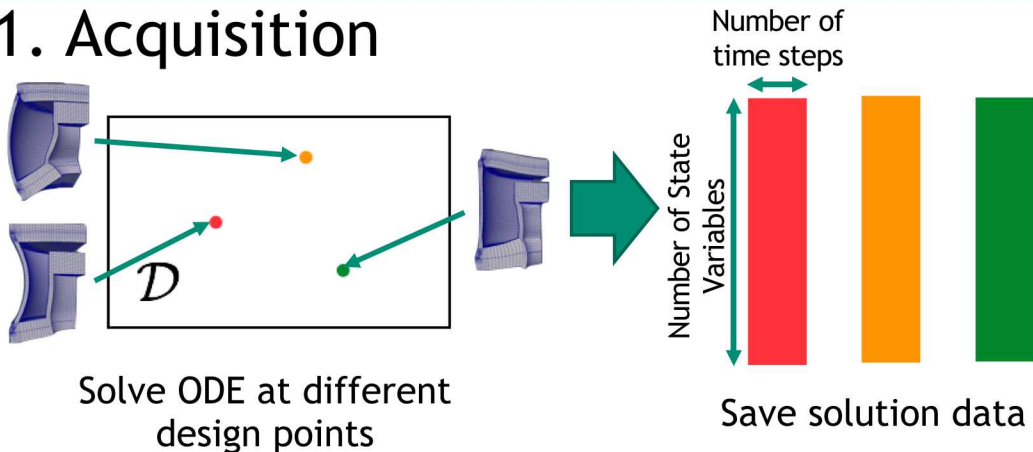 1. Acquisition
𝒟
Solve ODE at different
design points
Number of
time steps
Number of State
Variables
Save solution data